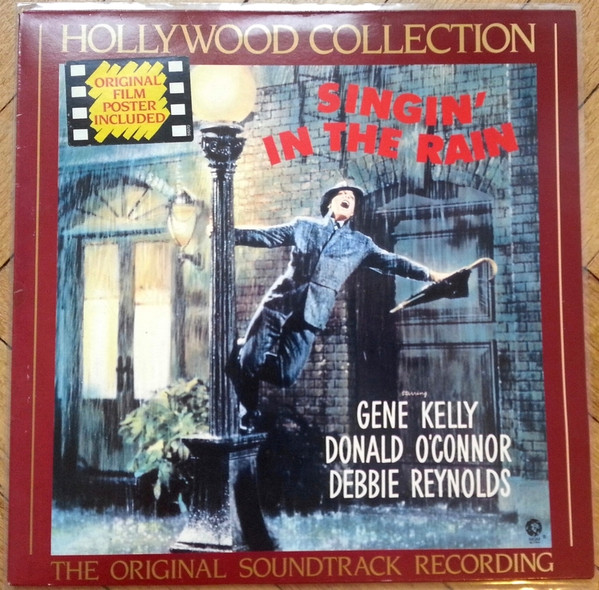 HOLLYWOOD COLLECTION
ORIGINAL
FILM
POSTER
INCLUDED
SINGIN'
IN THE RAIN
Starring
GENE KELLY
DONALD O'CONNOR
DEBBIE REYNOLDS
THE ORIGINAL SOUNDTRACK RECORDING